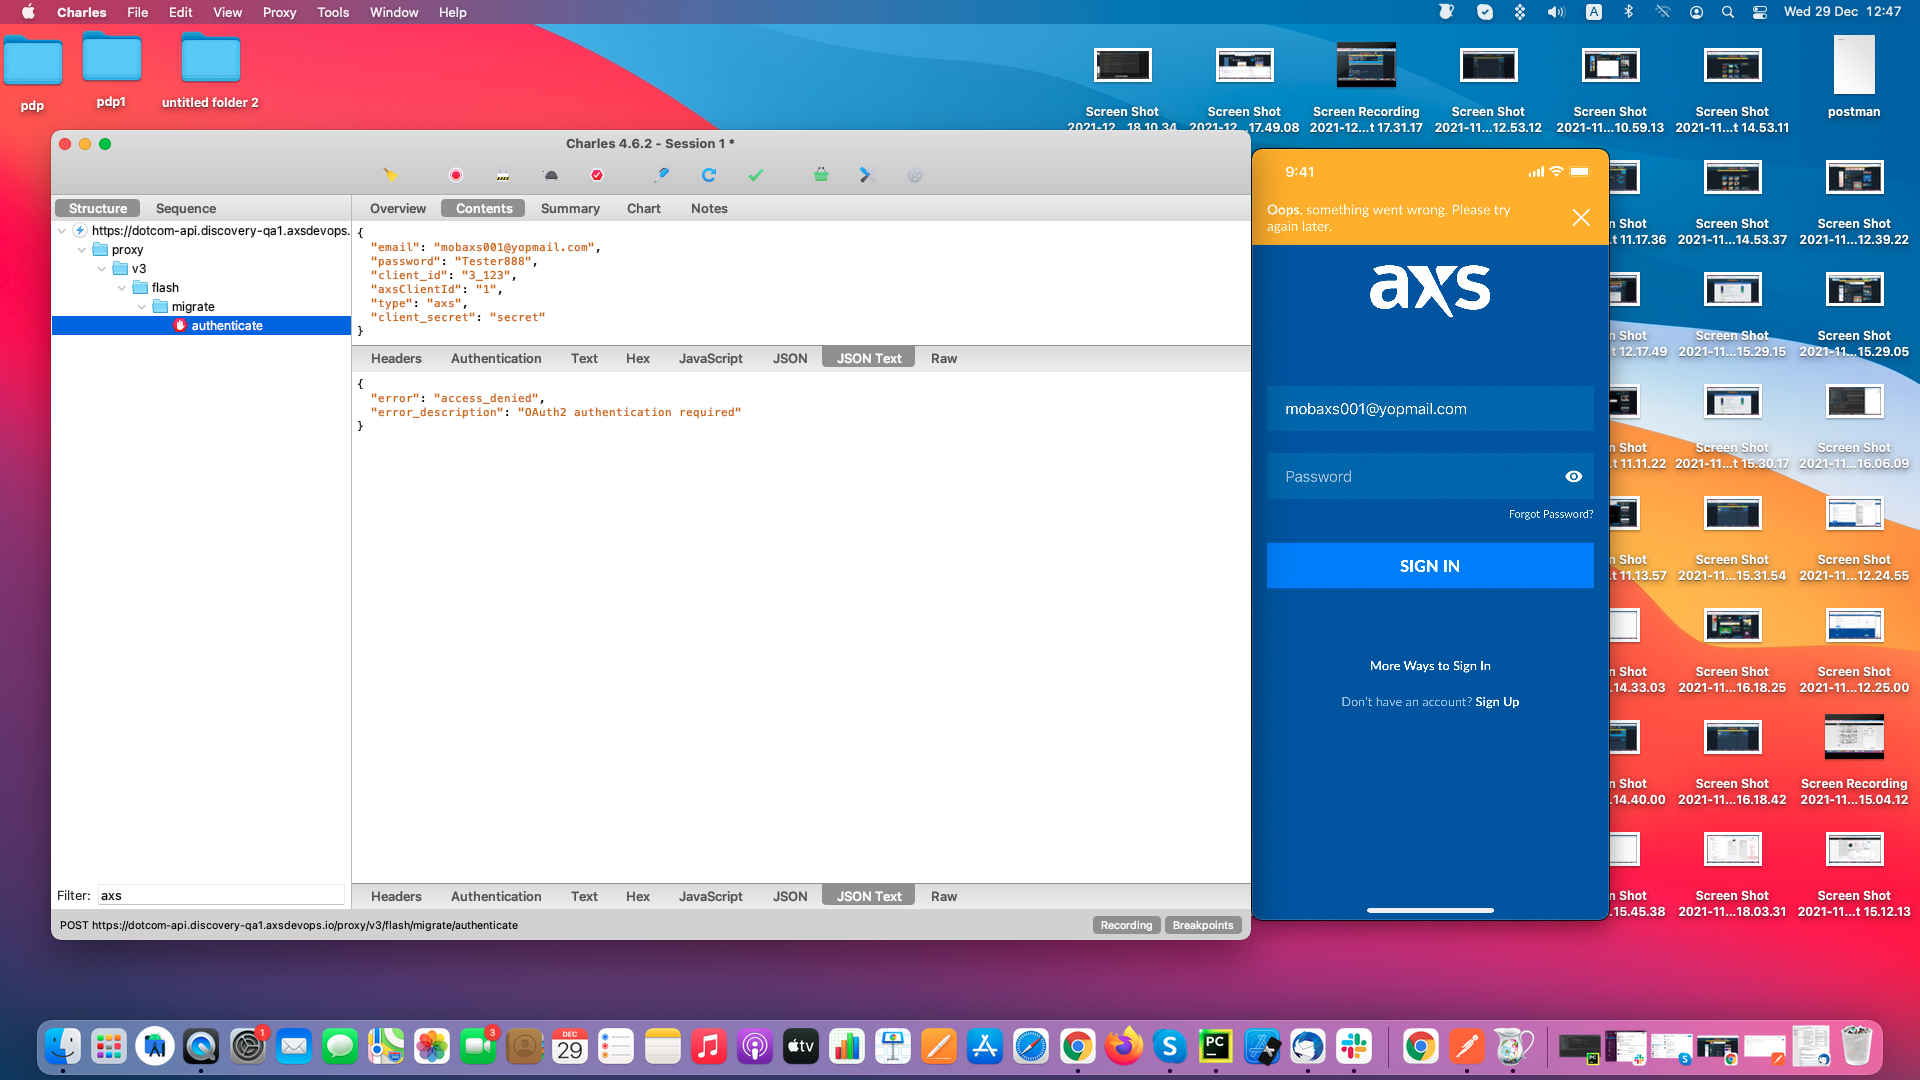 Charles File Edit View Proxy Tools Window Help
A Wed 29 Dec 12:47
pdp
pdp1
untitled folder 2
Screen Shot
2021-12...18.10.34
Screen Shot
2021-12...17.49.08
Screen Recording
2021-12...t 17.31.17
Screen Shot
2021-11...12.53.12
Screen Shot
2021-11...10.59.13
Screen Shot
2021-11...t 14.53.11
postman
Charles 4.6.2 - Session 1 *
Structure Sequence
Overview Contents Summary Chart Notes
https://dotcom-api.discovery-qa1.axsdevops.
proxy
v3
flash
migrate
authenticate
{
"email": "mobaxs001@yopmail.com",
"password": "Tester888",
"client_id": "3_123",
"axsClientId": "1",
"type": "axs",
"client_secret": "secret"
}
Headers Authentication Text Hex JavaScript JSON JSON Text Raw
{
"error": "access_denied",
"error_description": "OAuth2 authentication required"
}
Filter: axs
Headers Authentication Text Hex JavaScript JSON JSON Text Raw
POST https://dotcom-api.discovery-qa1.axsdevops.io/proxy/v3/flash/migrate/authenticate
Recording Breakpoints
9:41
Oops, something went wrong. Please try
again later.
axs
mobaxs001@yopmail.com
Password
Forgot Password?
SIGN IN
More Ways to Sign In
Don't have an account? Sign Up
n Shot
11.17.36
Screen Shot
2021-11...14.53.37
Screen Shot
2021-11...12.39.22
n Shot
t 12.17.49
Screen Shot
2021-11...15.29.15
Screen Shot
2021-11...15.29.05
n Shot
.t 11.11.22
Screen Shot
2021-11...t 15.30.17
Screen Shot
2021-11...16.06.09
n Shot
.t 11.13.57
Screen Shot
2021-11...15.31.54
Screen Shot
2021-11...12.24.55
n Shot
.14.33.03
Screen Shot
2021-11...16.18.25
Screen Shot
2021-11...12.25.00
n Shot
.14.40.00
Screen Shot
2021-11...16.18.42
Screen Recording
2021-11...15.04.12
n Shot
.15.45.38
Screen Shot
2021-11...18.03.31
Screen Shot
2021-11...t 15.12.13
1
3
DEC
29
tv
S
PC